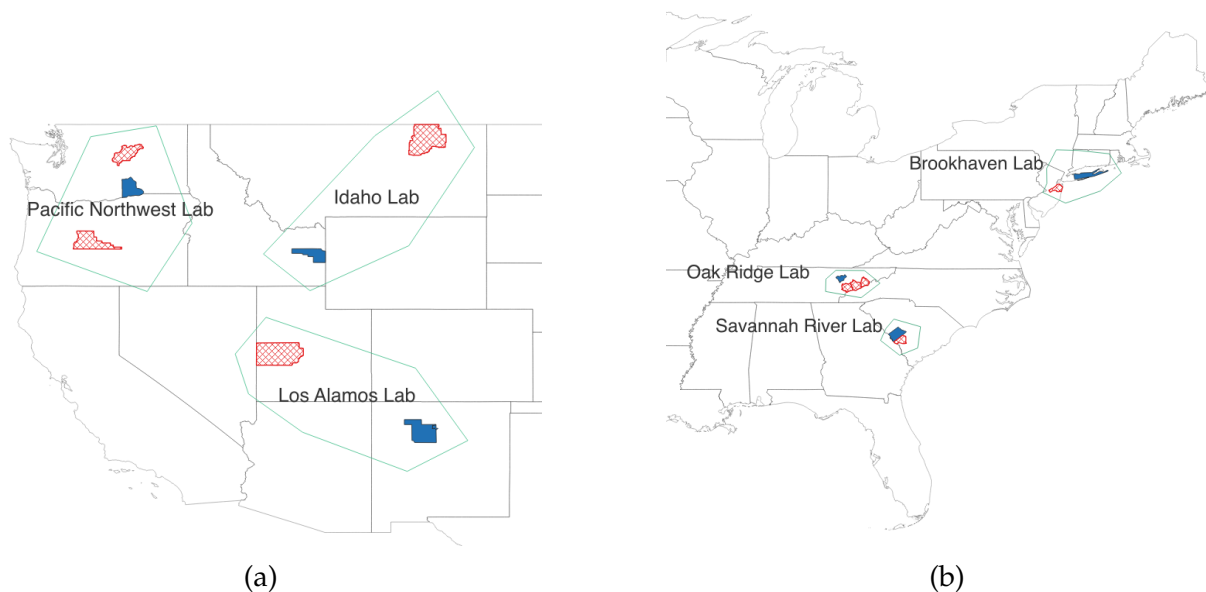 Pacific Northwest Lab
Idaho Lab
Los Alamos Lab
(a)
Brookhaven Lab
Oak Ridge Lab
Savannah River Lab
(b)